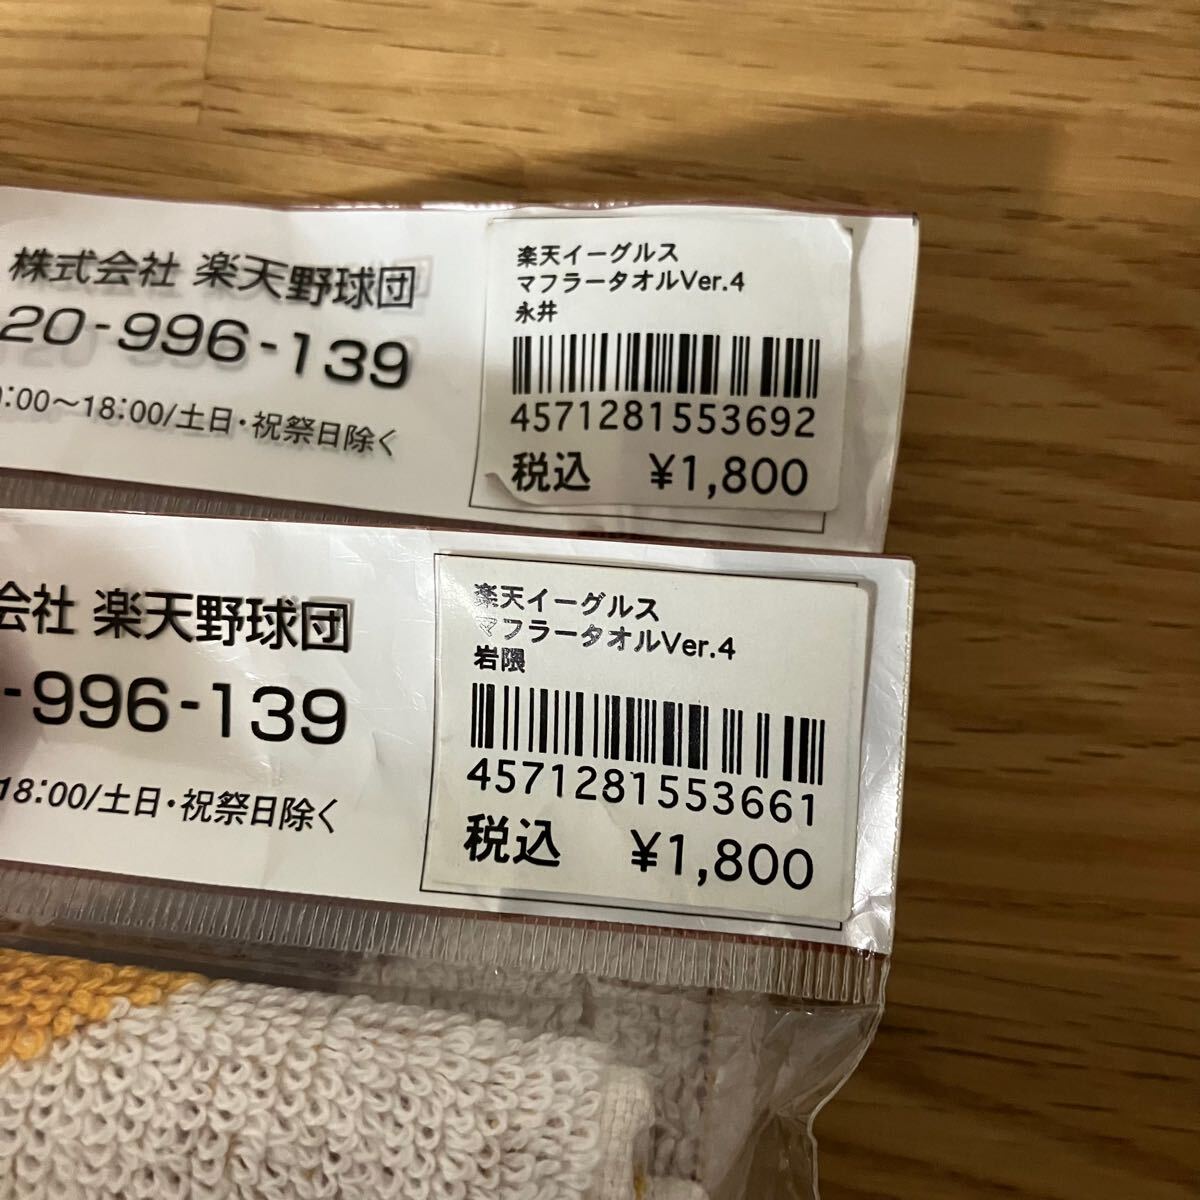 株式会社 楽天野球団
20-996-139
:00～18:00/土日・祝祭日除く
楽天イーグルス
マフラータオルVer.4
永井
4571281553692
税込 ¥1,800
会社 楽天野球団
-996-139
18:00/土日・祝祭日除く
楽天イーグルス
マフラータオルVer.4
岩隈
4571281553661
税込 ¥1,800